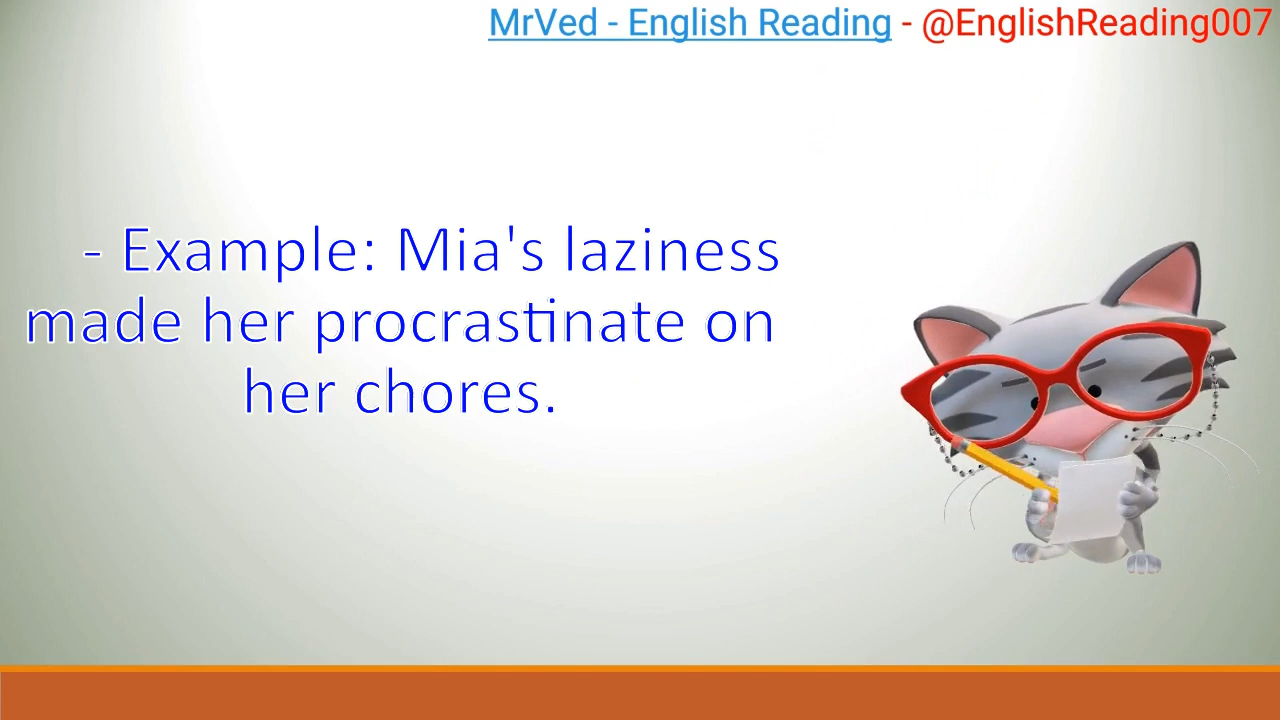 MrVed - English Reading - @EnglishReading007
- Example: Mia's laziness
made her procrastinate on
her chores.